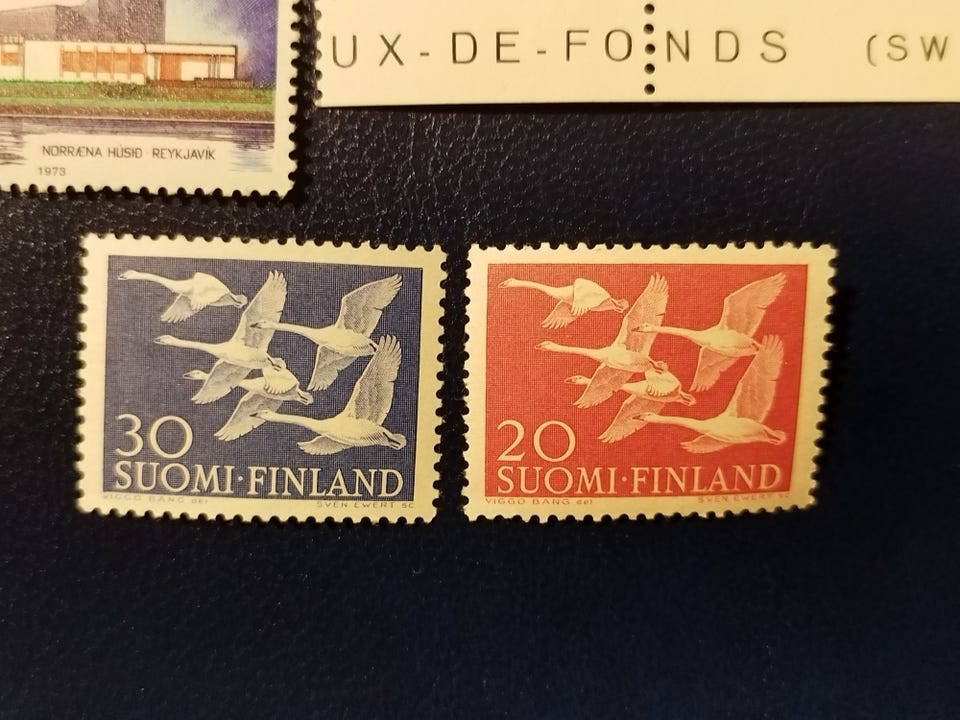 UX-DE-FONDS (SW
NORRÆNA HÚSIÐ REYKJAVÍK
1973
30
SUOMI·FINLAND
VIGGO BANG del SVEN EWERT SC
20
SUOMI·FINLAND
VIGGO BANG del SVEN EWERT SC